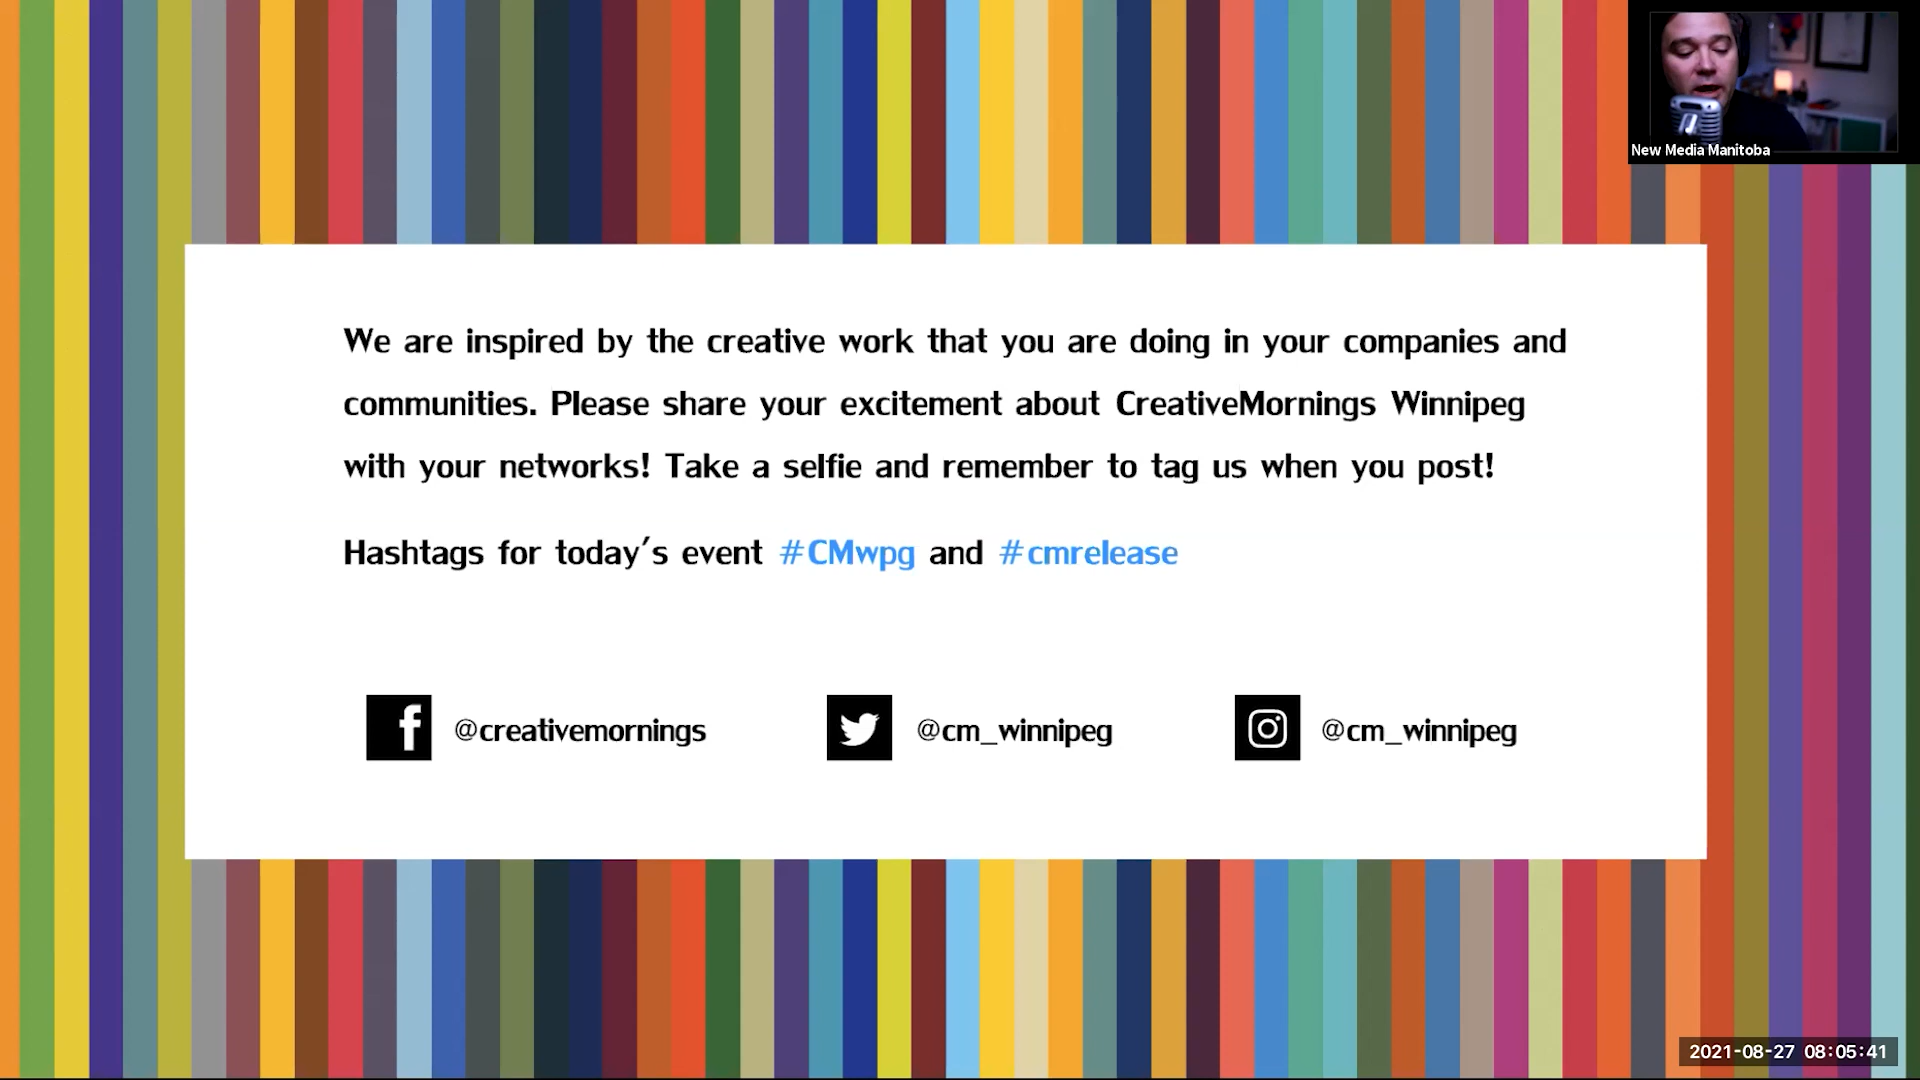 New Media Manitoba
We are inspired by the creative work that you are doing in your companies and
communities. Please share your excitement about CreativeMornings Winnipeg
with your networks! Take a selfie and remember to tag us when you post!
Hashtags for today's event #CMwpg and #cmrelease
@creativemornings
@cm_winnipeg
@cm_winnipeg
2021-08-27 08:05:41